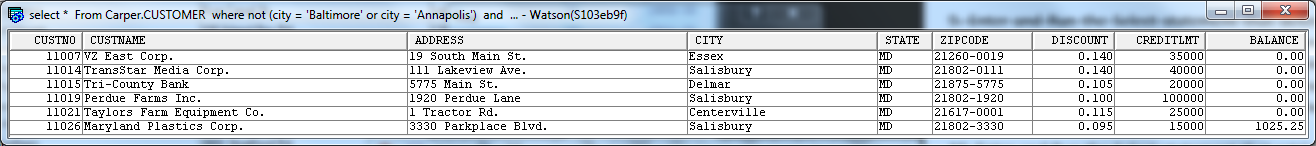 select * From Carper.CUSTOMER where not (city = 'Baltimore' or city = 'Annapolis') and ... - Watson(S103eb9f)
CUSTNO CUSTNAME ADDRESS CITY STATE ZIPCODE DISCOUNT CREDITLMT BALANCE
11007 VZ East Corp. 19 South Main St. Essex MD 21260-0019 0.140 35000 0.00
11014 TransStar Media Corp. 111 Lakeview Ave. Salisbury MD 21802-0111 0.140 40000 0.00
11015 Tri-County Bank 5775 Main St. Delmar MD 21875-5775 0.105 20000 0.00
11019 Perdue Farms Inc. 1920 Perdue Lane Salisbury MD 21802-1920 0.100 100000 0.00
11021 Taylors Farm Equipment Co. 1 Tractor Rd. Centerville MD 21617-0001 0.115 25000 0.00
11026 Maryland Plastics Corp. 3330 Parkplace Blvd. Salisbury MD 21802-3330 0.095 15000 1025.25